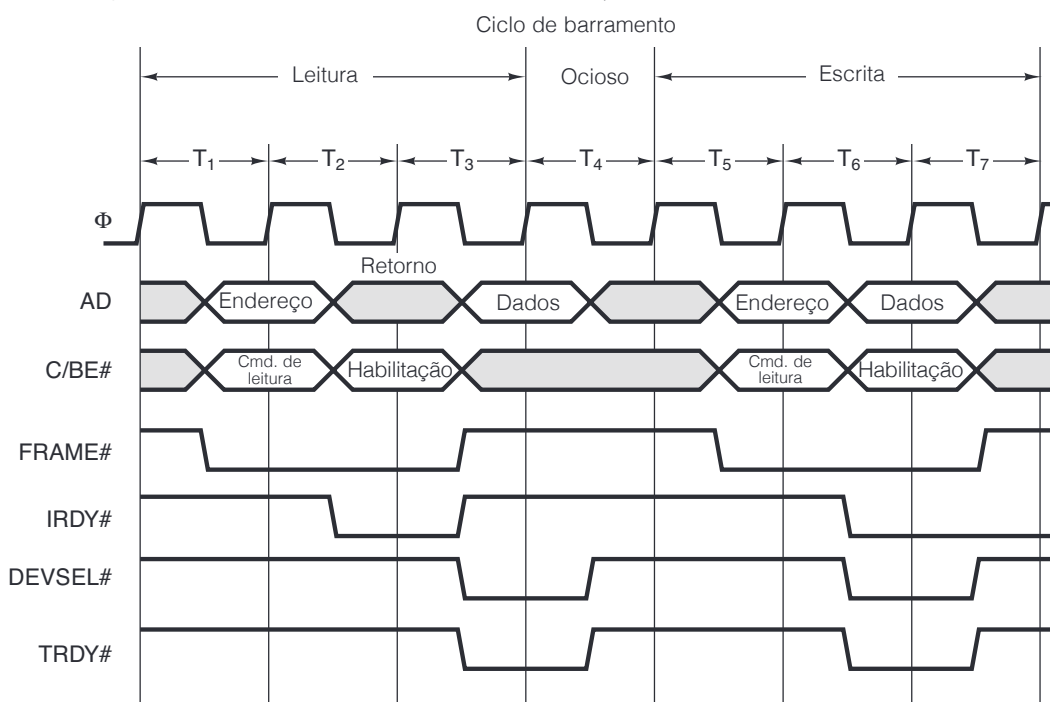 Ciclo de barramento
Leitura Ocioso Escrita
T1 T2 T3 T4 T5 T6 T7
Φ
Retorno
AD Endereço Dados Endereço Dados
C/BE# Cmd. de leitura Habilitação Cmd. de leitura Habilitação
FRAME#
IRDY#
DEVSEL#
TRDY#